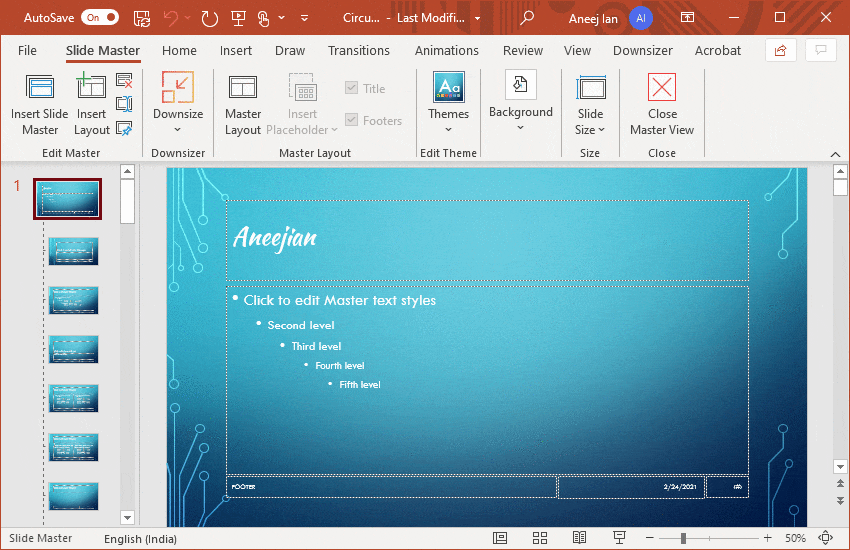 AutoSave On Circu... - Last Modifi... Aneej Ian AI
File Slide Master Home Insert Draw Transitions Animations Review View Downsizer Acrobat
Insert Slide Master
Insert Layout
Downsize
Master Layout
Insert Placeholder
Title
Footers
Themes
Aa
Background
Slide Size
Close Master View
Edit Master Downsizer Master Layout Edit Theme Size Close
1
Aneejian
• Click to edit Master text styles
• Second level
• Third level
• Fourth level
• Fifth level
FOOTER 2/24/2021 ‹#›
Slide Master English (India) 50%